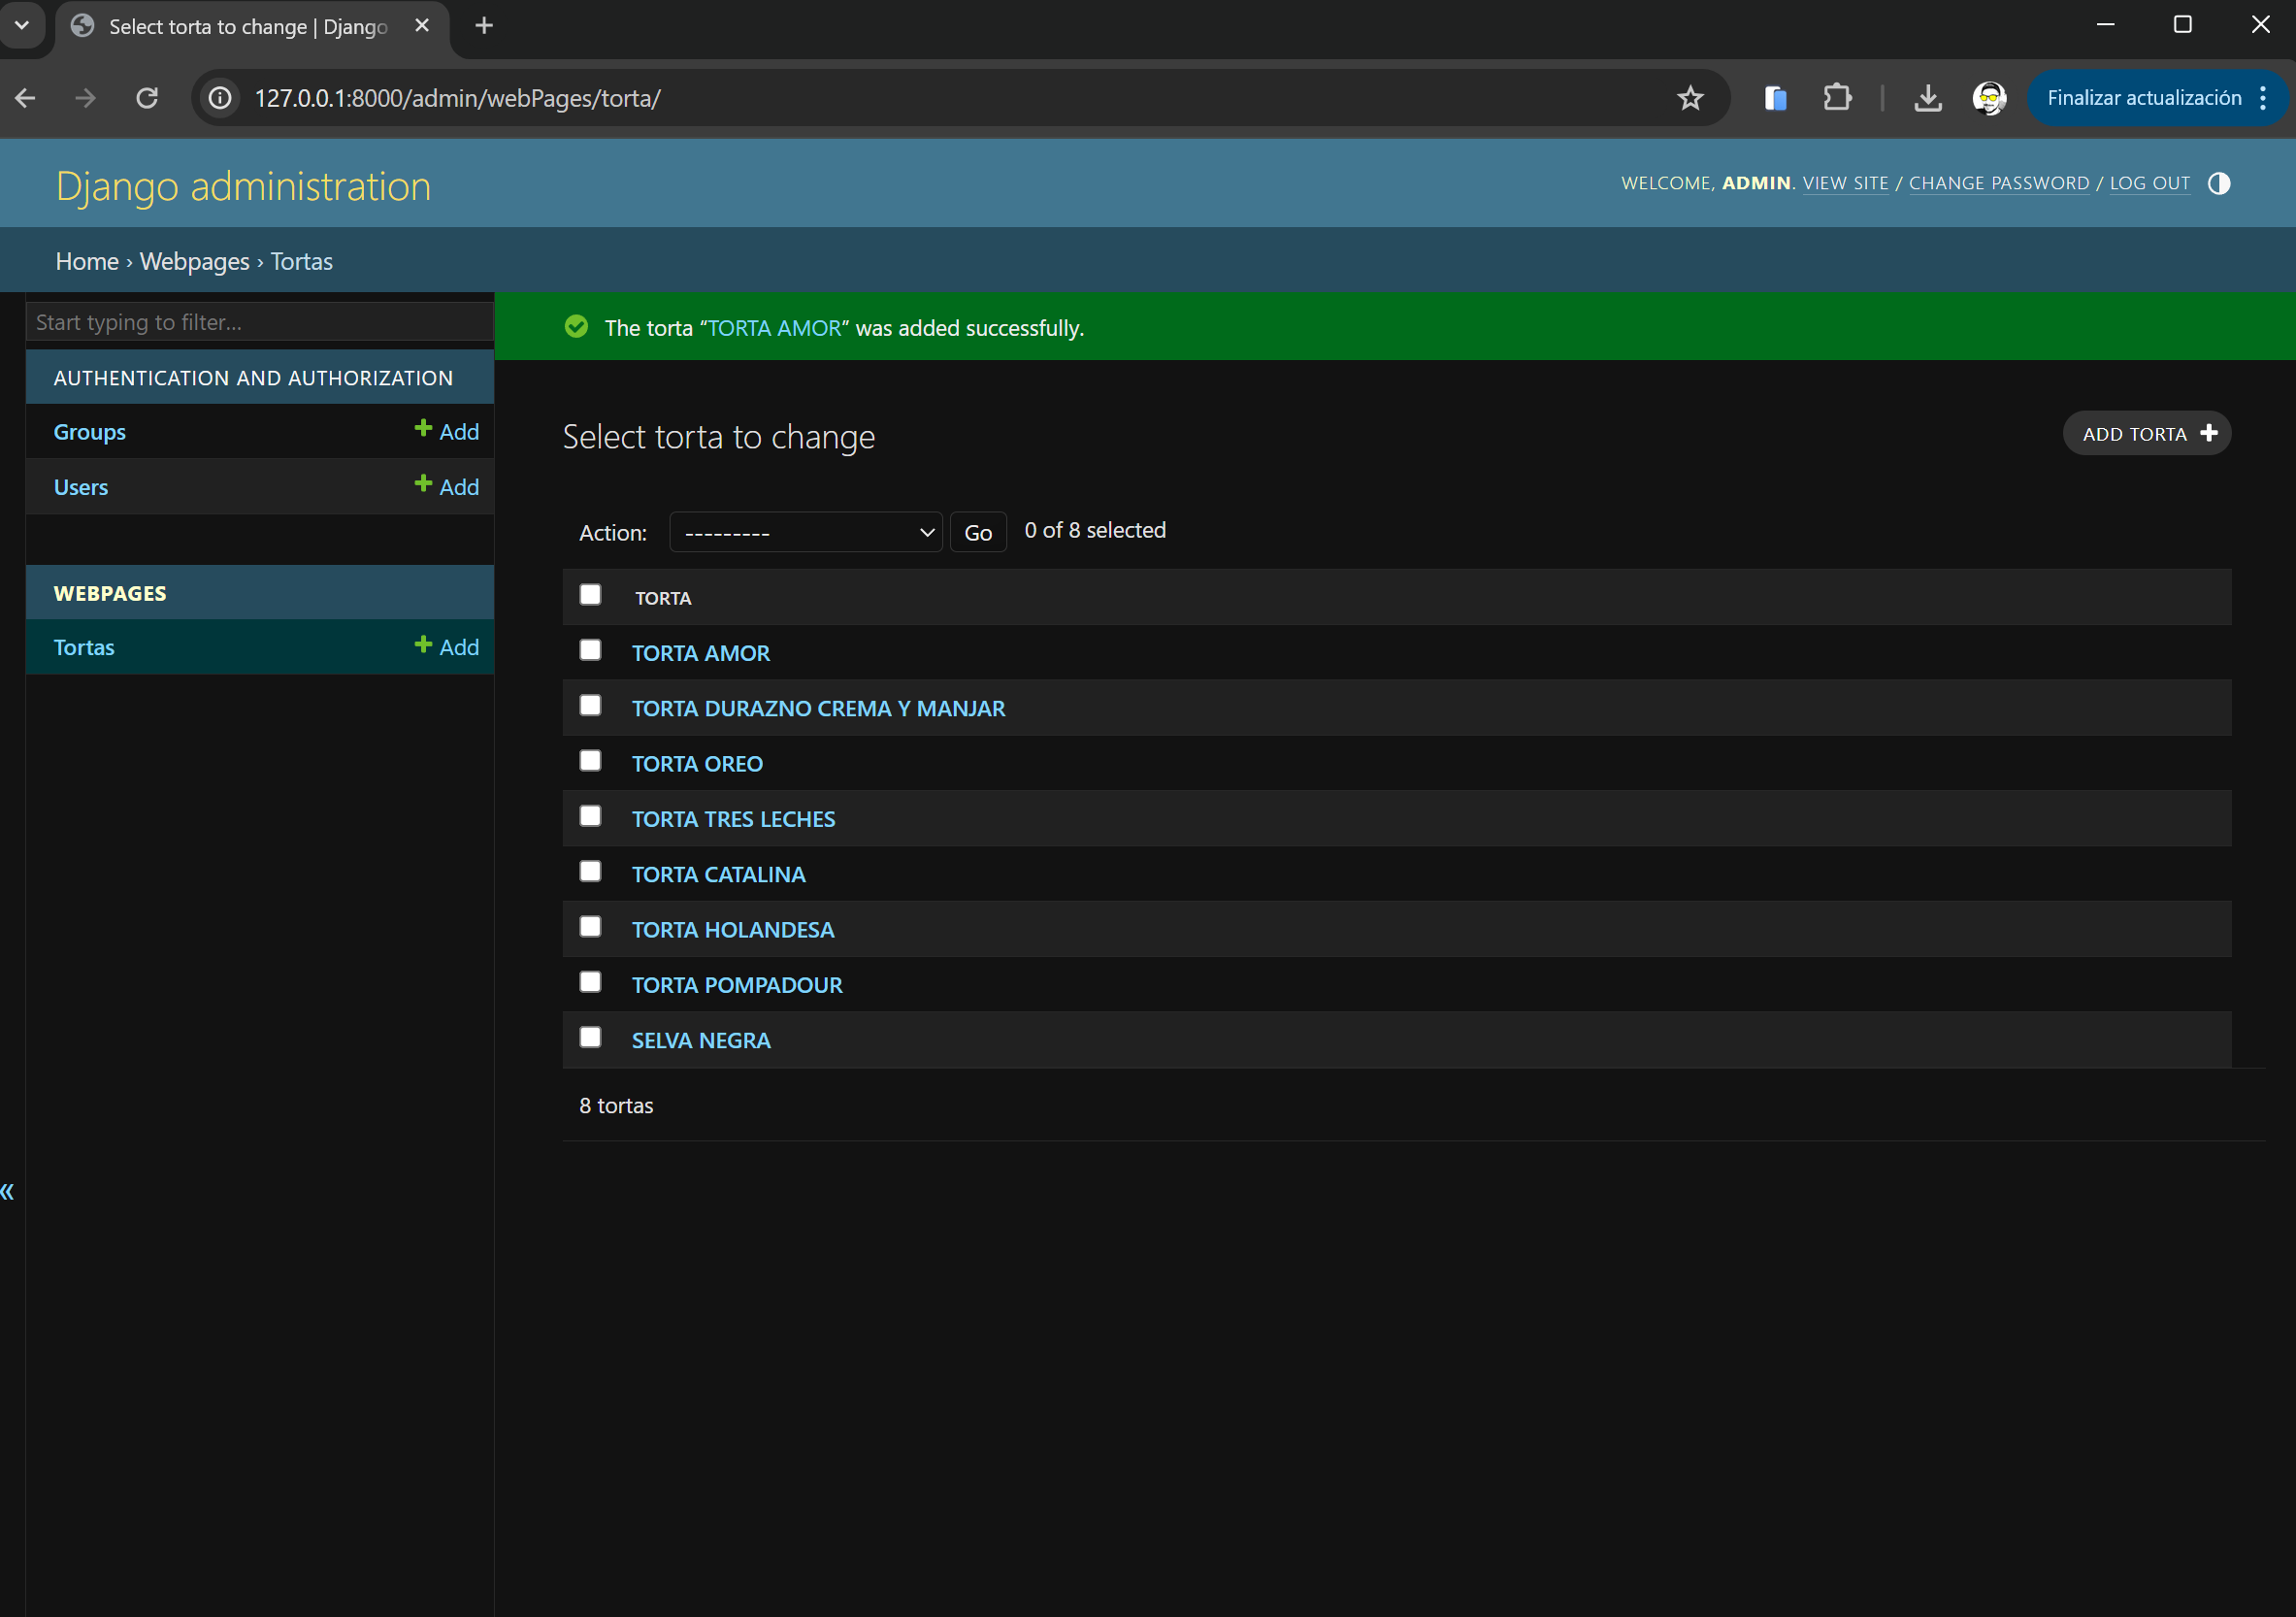 Select torta to change | Django
127.0.0.1:8000/admin/webPages/torta/
Finalizar actualización
Django administration
WELCOME, ADMIN. VIEW SITE / CHANGE PASSWORD / LOG OUT
Home › Webpages › Tortas
Start typing to filter...
The torta “TORTA AMOR” was added successfully.
AUTHENTICATION AND AUTHORIZATION
Groups Add
Users Add
WEBPAGES
Tortas Add
Select torta to change
ADD TORTA
Action: --------- Go 0 of 8 selected
TORTA
TORTA AMOR
TORTA DURAZNO CREMA Y MANJAR
TORTA OREO
TORTA TRES LECHES
TORTA CATALINA
TORTA HOLANDESA
TORTA POMPADOUR
SELVA NEGRA
8 tortas
«